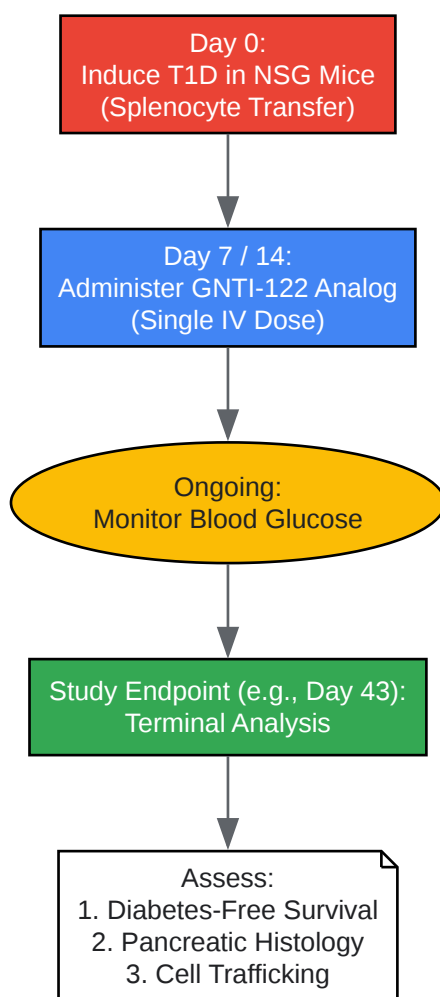 Day 0:
Induce T1D in NSG Mice
(Splenocyte Transfer)
Day 7 / 14:
Administer GNTI-122 Analog
(Single IV Dose)
Ongoing:
Monitor Blood Glucose
Study Endpoint (e.g., Day 43):
Terminal Analysis
Assess:
1. Diabetes-Free Survival
2. Pancreatic Histology
3. Cell Trafficking